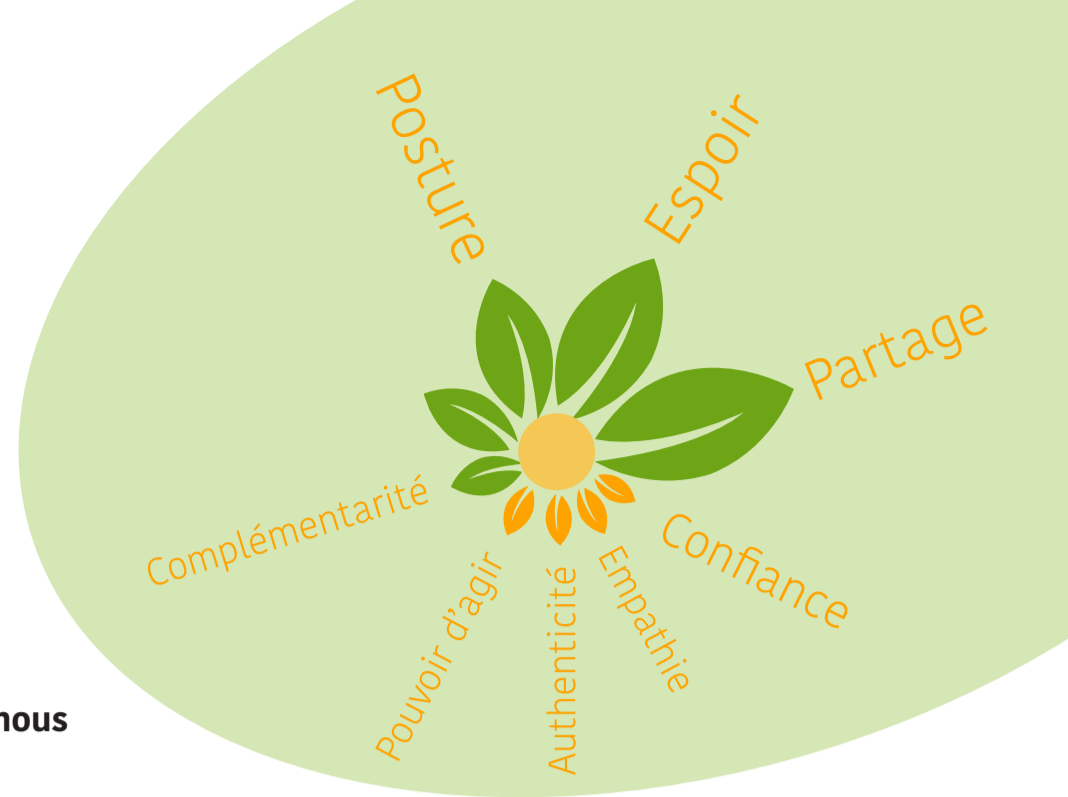 Posture
Espoir
Partage
Confiance
Empathie
Authenticité
Pouvoir d'agir
Complémentarité
nous